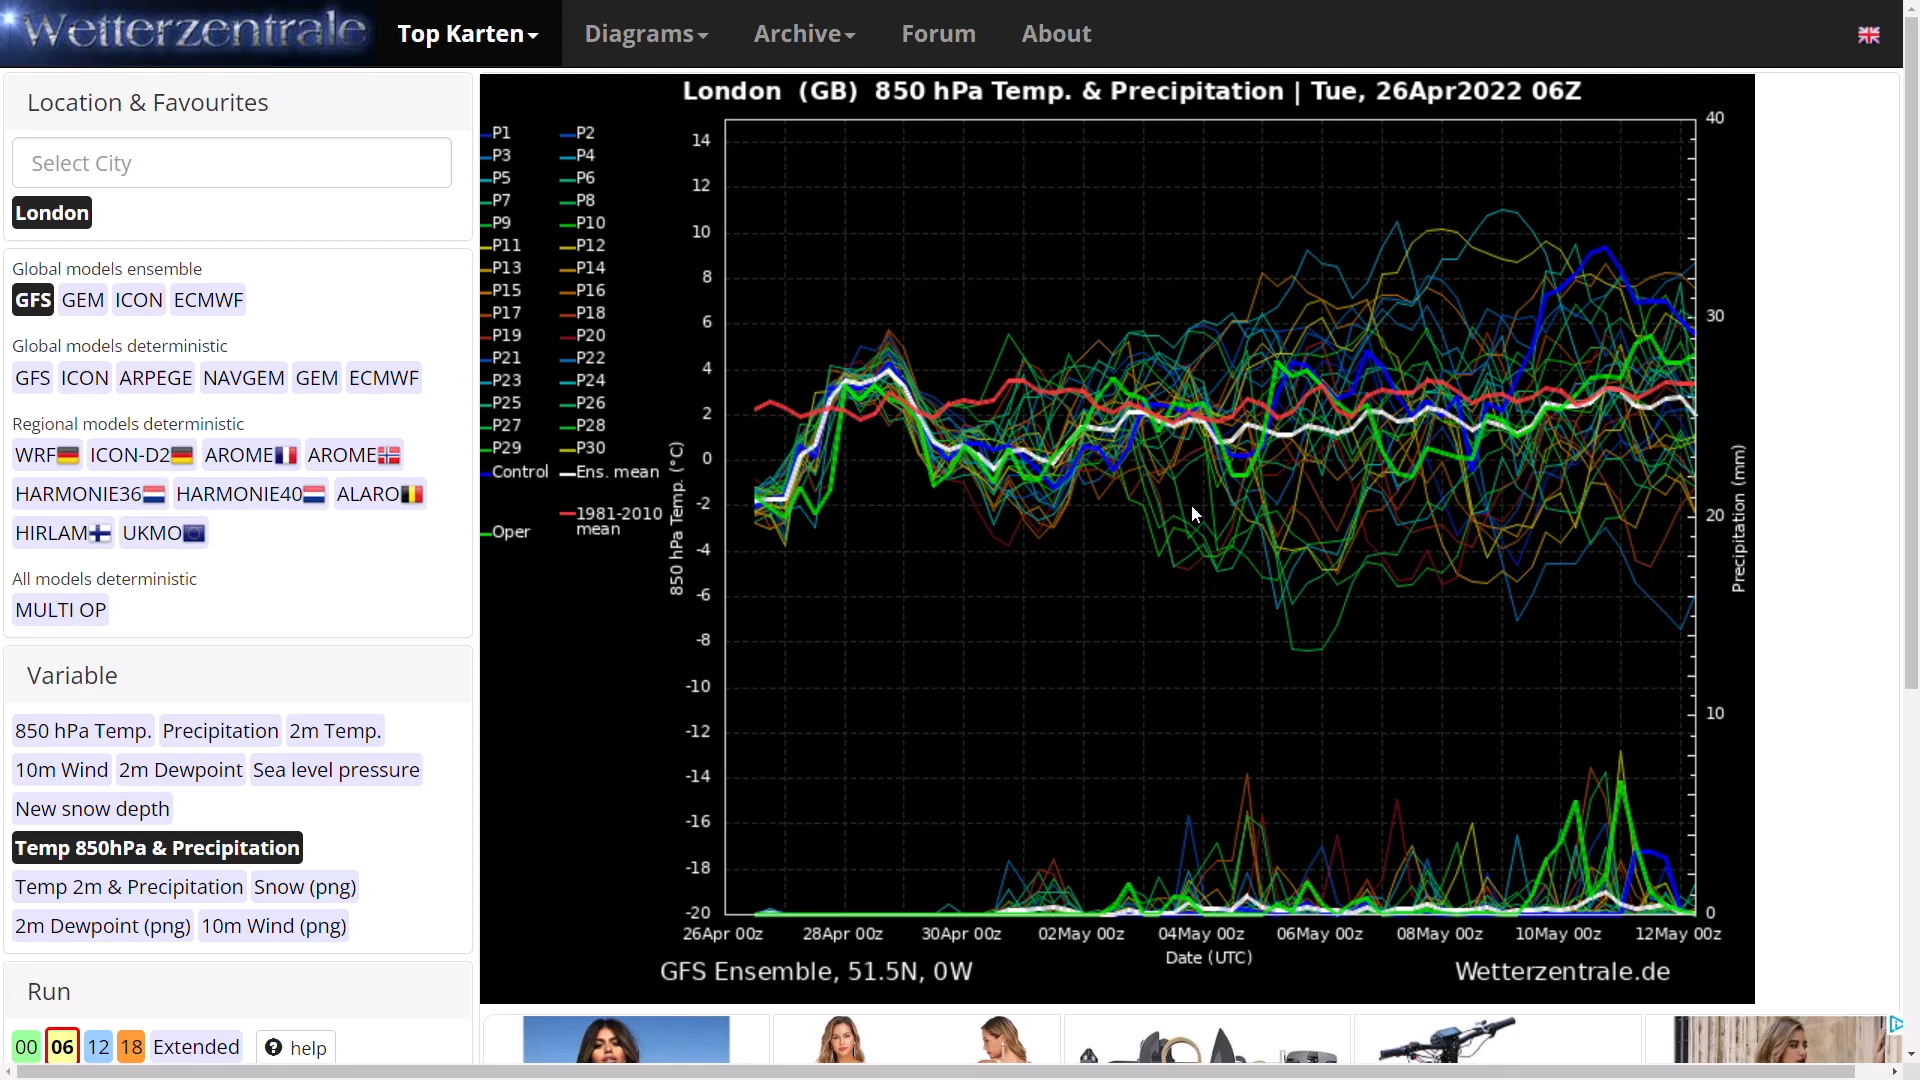 Wetterzentrale
Top Karten
Diagrams
Archive
Forum
About
Location & Favourites
Select City
London
Global models ensemble
GFS GEM ICON ECMWF
Global models deterministic
GFS ICON ARPEGE NAVGEM GEM ECMWF
Regional models deterministic
WRF ICON-D2 AROME AROME
HARMONIE36 HARMONIE40 ALARO
HIRLAM UKMO
All models deterministic
MULTI OP
Variable
850 hPa Temp. Precipitation 2m Temp.
10m Wind 2m Dewpoint Sea level pressure
New snow depth
Temp 850hPa & Precipitation
Temp 2m & Precipitation Snow (png)
2m Dewpoint (png) 10m Wind (png)
Run
00 06 12 18 Extended help
London (GB) 850 hPa Temp. & Precipitation | Tue, 26Apr2022 06Z
P1 P2
P3 P4
P5 P6
P7 P8
P9 P10
P11 P12
P13 P14
P15 P16
P17 P18
P19 P20
P21 P22
P23 P24
P25 P26
P27 P28
P29 P30
Control Ens. mean
1981-2010
mean
Oper
850 hPa Temp. (°C)
14
12
10
8
6
4
2
0
-2
-4
-6
-8
-10
-12
-14
-16
-18
-20
40
30
20
10
0
Precipitation (mm)
26Apr 00z 28Apr 00z 30Apr 00z 02May 00z 04May 00z 06May 00z 08May 00z 10May 00z 12May 00z
Date (UTC)
GFS Ensemble, 51.5N, 0W
Wetterzentrale.de